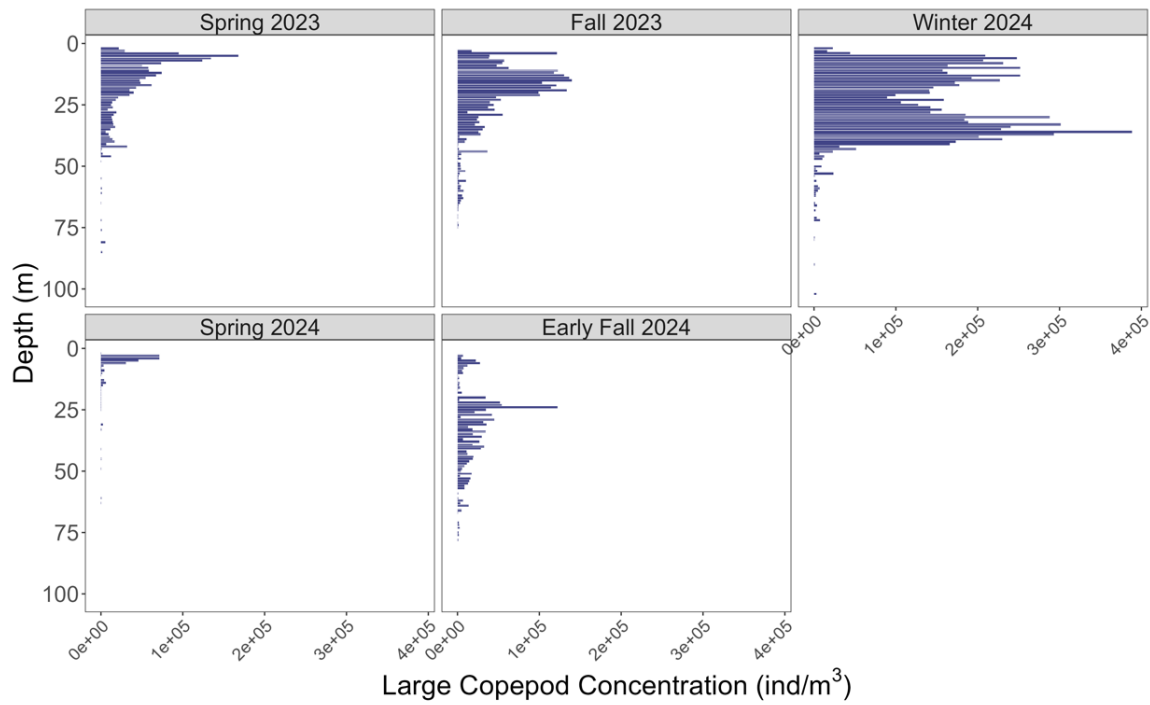 Spring 2023
Fall 2023
Winter 2024
0
25
50
75
100
Spring 2024
Early Fall 2024
0e+00
1e+05
2e+05
3e+05
4e+05
0
25
50
75
100
0e+00
1e+05
2e+05
3e+05
4e+05
0e+00
1e+05
2e+05
3e+05
4e+05
Depth (m)
Large Copepod Concentration (ind/m³)